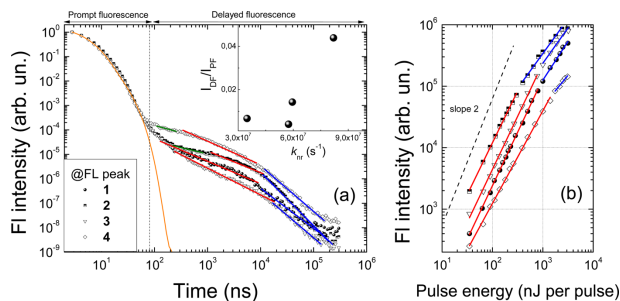 Prompt fluorescence
Delayed fluorescence
Fl intensity (arb. un.)
10⁰
10⁻¹
10⁻²
10⁻³
10⁻⁴
10⁻⁵
10⁻⁶
10⁻⁷
10⁻⁸
10⁻⁹
10¹
10²
10³
10⁴
10⁵
10⁶
Time (ns)
@FL peak
1
2
3
4
(a)
I_DF/I_PF
0,04
0,02
0,00
3,0x10⁷
6,0x10⁷
9,0x10⁷
k_nr (s⁻¹)
Fl intensity (arb. un.)
10⁶
10⁵
10⁴
10³
slope 2
(b)
10¹
10²
10³
10⁴
Pulse energy (nJ per pulse)